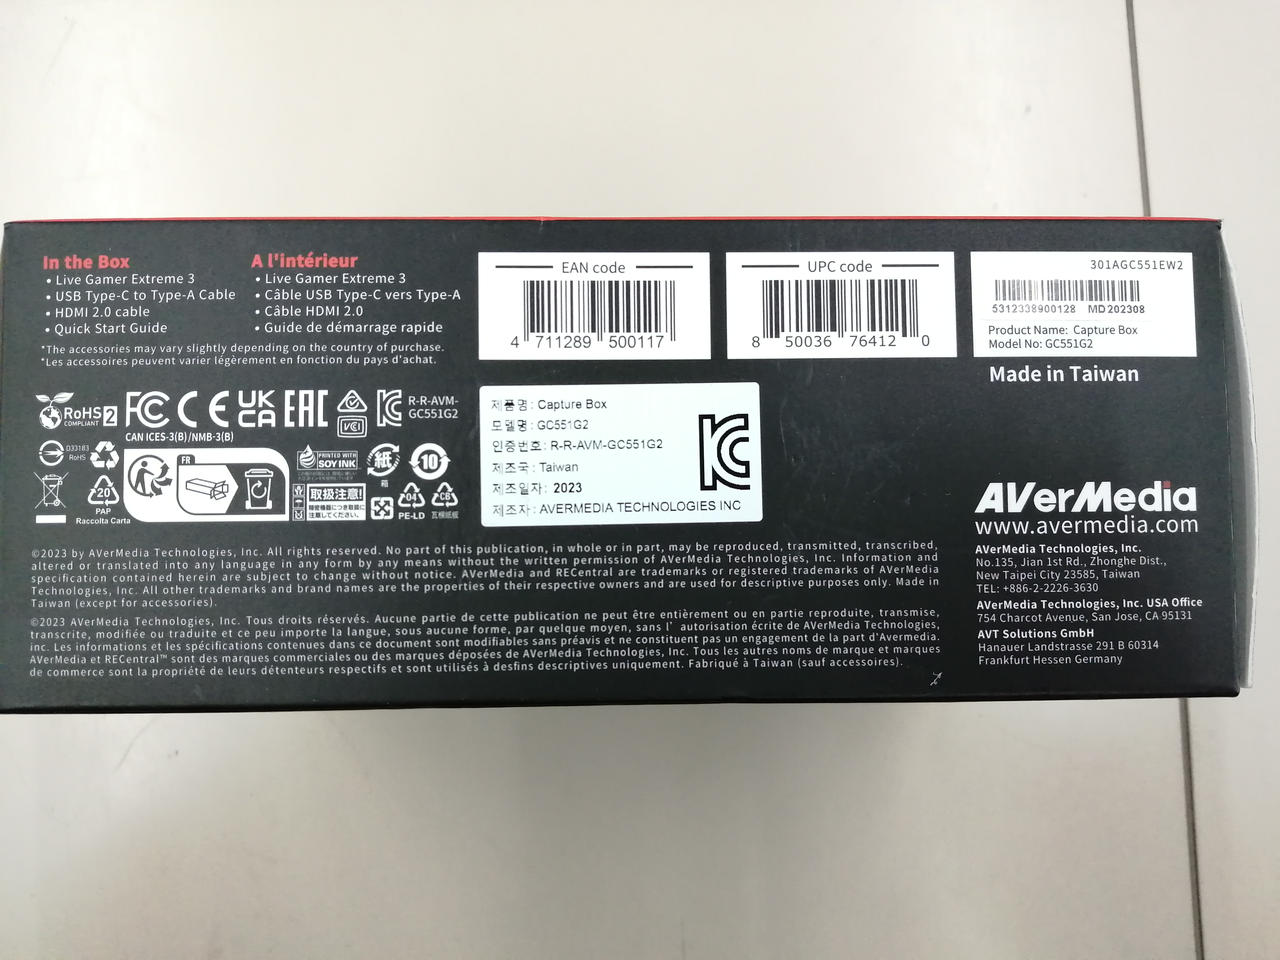 In the Box
• Live Gamer Extreme 3
• USB Type-C to Type-A Cable
• HDMI 2.0 cable
• Quick Start Guide
A l'intérieur
• Live Gamer Extreme 3
• Câble USB Type-C vers Type-A
• Câble HDMI 2.0
• Guide de démarrage rapide
*The accessories may vary slightly depending on the country of purchase.
*Les accessoires peuvent varier légèrement en fonction du pays d'achat.
EAN code
4 711289 500117
UPC code
8 50036 76412 0
301AGC551EW2
5312338900128 MD202308
Product Name: Capture Box
Model No: GC551G2
Made in Taiwan
RoHS
COMPLIANT
2
FC CE UK
CA
EAC
VCI
R-R-AVM-
GC551G2
CAN ICES-3(B)/NMB-3(B)
D33183
RoHS
FR
PRINTED WITH
SOY INK
紙
箱
10
20
PAP
Raccolta Carta
取扱注意!
04
PE-LD
CB
瓦楞紙板
제품명: Capture Box
모델명: GC551G2
인증번호: R-R-AVM-GC551G2
제조국: Taiwan
제조일자: 2023
제조자: AVERMEDIA TECHNOLOGIES INC
AVerMedia
www.avermedia.com
AVerMedia Technologies, Inc.
No.135, Jian 1st Rd., Zhonghe Dist.,
New Taipei City 23585, Taiwan
TEL: +886-2-2226-3630
AVerMedia Technologies, Inc. USA Office
754 Charcot Avenue, San Jose, CA 95131
AVT Solutions GmbH
Hanauer Landstrasse 291 B 60314
Frankfurt Hessen Germany
©2023 by AVerMedia Technologies, Inc. All rights reserved. No part of this publication, in whole or in part, may be reproduced, transmitted, transcribed,
altered or translated into any language in any form by any means without the written permission of AVerMedia Technologies, Inc. Information and
specification contained herein are subject to change without notice. AVerMedia and RECentral are trademarks or registered trademarks of AVerMedia
Technologies, Inc. All other trademarks and brand names are the properties of their respective owners and are used for descriptive purposes only. Made in
Taiwan (except for accessories).
©2023 AVerMedia Technologies, Inc. Tous droits réservés. Aucune partie de cette publication ne peut être entièrement ou en partie reproduite, transmise,
transcrite, modifiée ou traduite et ce peu importe la langue, sous aucune forme, par quelque moyen, sans l' autorisation écrite de AVerMedia Technologies,
inc. Les informations et les spécifications contenues dans ce document sont modifiables sans préavis et ne constituent pas un engagement de la part d'Avermedia.
AVerMedia et RECentral™ sont des marques commerciales ou des marques déposées de AVerMedia Technologies, Inc. Tous les autres noms de marque et marques
de commerce sont la propriété de leurs détenteurs respectifs et sont utilisés à desfins descriptives uniquement. Fabriqué à Taiwan (sauf accessoires).